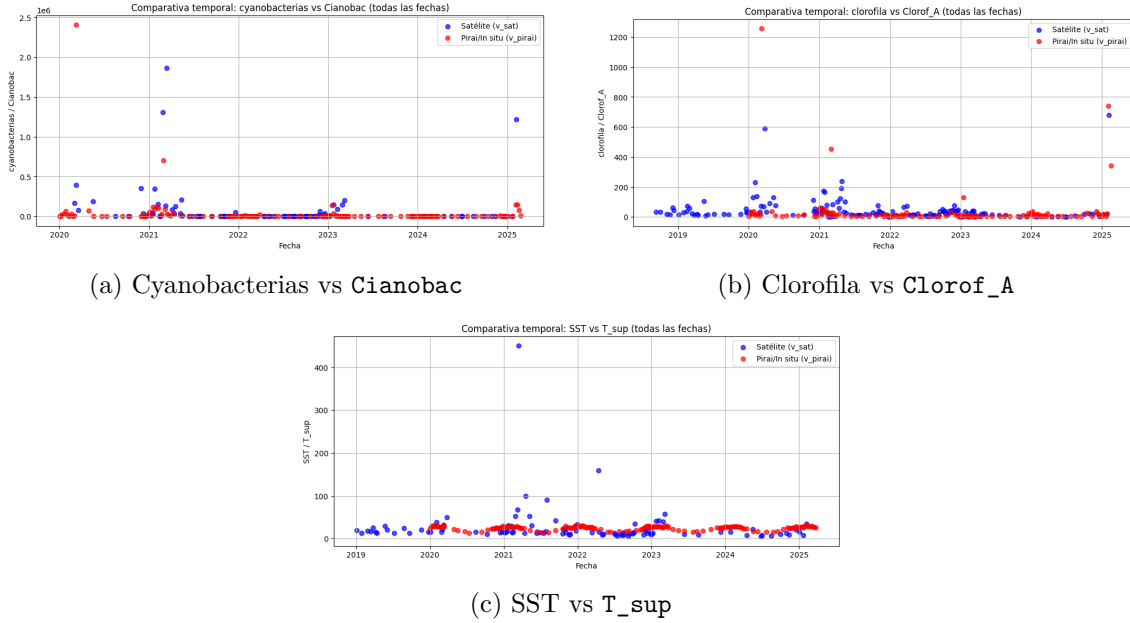 Comparativa temporal: cyanobacterias vs Cianobac (todas las fechas)
1e6
2.5
2.0
1.5
1.0
0.5
0.0
cyanobacterias / Cianobac
Satélite (v_sat)
Pirai/In situ (v_pirai)
2020 2021 2022 2023 2024 2025
Fecha
(a) Cyanobacterias vs Cianobac
Comparativa temporal: clorofila vs Clorof_A (todas las fechas)
1200
1000
800
600
400
200
0
clorofila / Clorof_A
Satélite (v_sat)
Pirai/In situ (v_pirai)
2019 2020 2021 2022 2023 2024 2025
Fecha
(b) Clorofila vs Clorof_A
Comparativa temporal: SST vs T_sup (todas las fechas)
400
300
200
100
0
SST / T_sup
Satélite (v_sat)
Pirai/In situ (v_pirai)
2019 2020 2021 2022 2023 2024 2025
Fecha
(c) SST vs T_sup